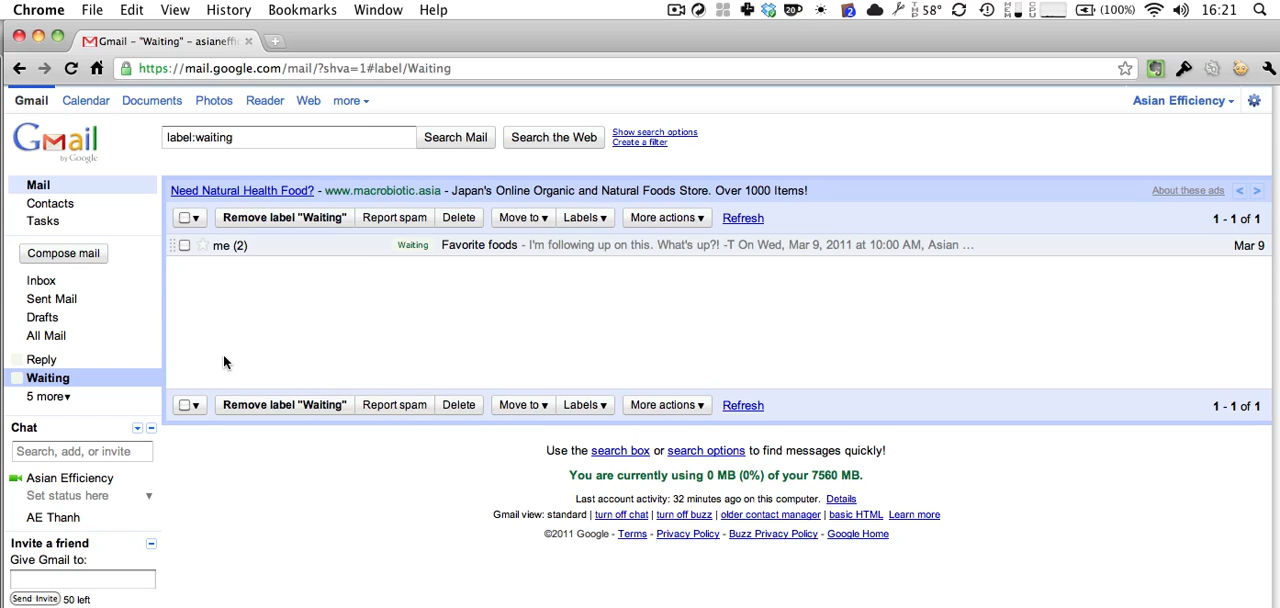 Chrome File Edit View History Bookmarks Window Help 58° (100%) 16:21
Gmail - "Waiting" - asianeffi
https://mail.google.com/mail/?shva=1#label/Waiting
Gmail Calendar Documents Photos Reader Web more Asian Efficiency
Gmail by Google
label:waiting Search Mail Search the Web Show search options
Create a filter
Mail
Contacts
Tasks
Compose mail
Inbox
Sent Mail
Drafts
All Mail
Reply
Waiting
5 more
Chat
Search, add, or invite
Asian Efficiency
Set status here
AE Thanh
Invite a friend
Give Gmail to:
Send Invite 50 left
Need Natural Health Food? - www.macrobiotic.asia - Japan's Online Organic and Natural Foods Store. Over 1000 Items! About these ads < >
Remove label "Waiting" Report spam Delete Move to Labels More actions Refresh 1 - 1 of 1
me (2) Waiting Favorite foods - I'm following up on this. What's up?! -T On Wed, Mar 9, 2011 at 10:00 AM, Asian ... Mar 9
Remove label "Waiting" Report spam Delete Move to Labels More actions Refresh 1 - 1 of 1
Use the search box or search options to find messages quickly!
You are currently using 0 MB (0%) of your 7560 MB.
Last account activity: 32 minutes ago on this computer. Details
Gmail view: standard | turn off chat | turn off buzz | older contact manager | basic HTML Learn more
©2011 Google - Terms - Privacy Policy - Buzz Privacy Policy - Google Home